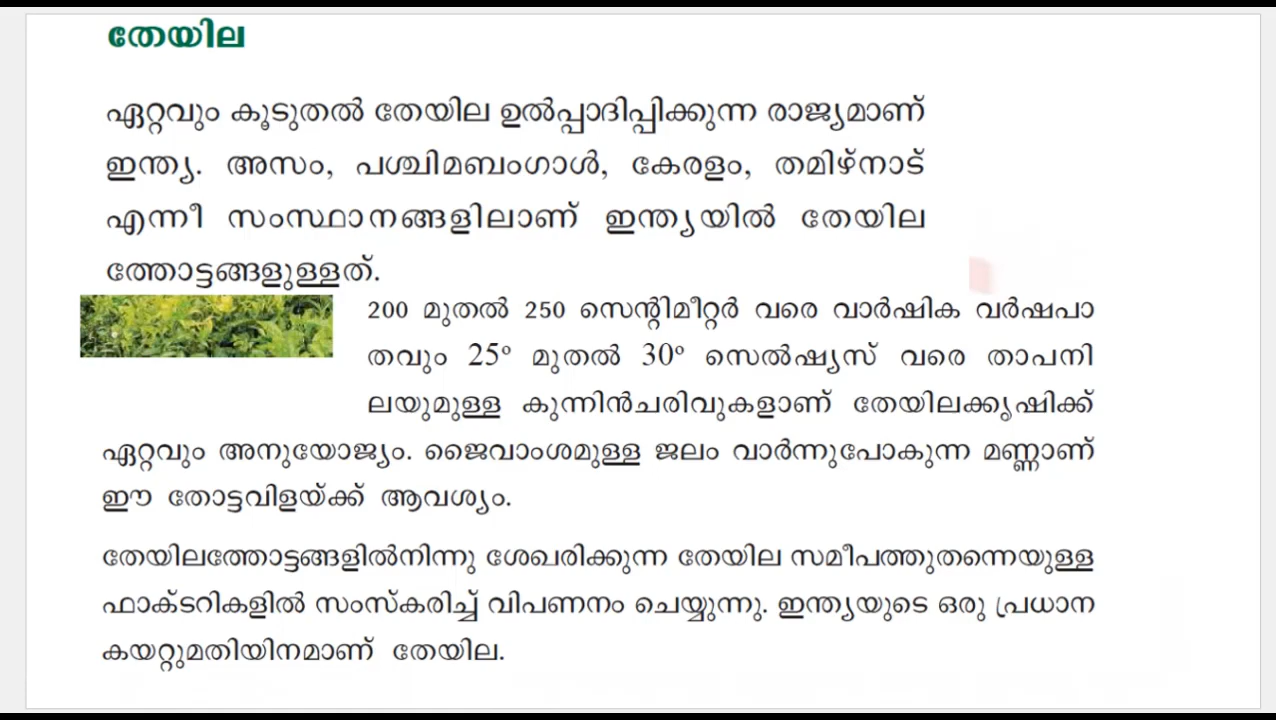 തേയില
ഏറ്റവും കൂടുതൽ തേയില ഉൽപ്പാദിപ്പിക്കുന്ന രാജ്യമാണ്
ഇന്ത്യ. അസം, പശ്ചിമബംഗാൾ, കേരളം, തമിഴ്നാട്
എന്നീ സംസ്ഥാനങ്ങളിലാണ് ഇന്ത്യയിൽ തേയില
ത്തോട്ടങ്ങളുള്ളത്.
200 മുതൽ 250 സെന്റിമീറ്റർ വരെ വാർഷിക വർഷപാ
തവും 25° മുതൽ 30° സെൽഷ്യസ് വരെ താപനി
ലയുമുള്ള കുന്നിൻചരിവുകളാണ് തേയിലക്കൃഷിക്ക്
ഏറ്റവും അനുയോജ്യം. ജൈവാംശമുള്ള ജലം വാർന്നുപോകുന്ന മണ്ണാണ്
ഈ തോട്ടവിളയ്ക്ക് ആവശ്യം.
തേയിലത്തോട്ടങ്ങളിൽനിന്നു ശേഖരിക്കുന്ന തേയില സമീപത്തുതന്നെയുള്ള
ഫാക്ടറികളിൽ സംസ്കരിച്ച് വിപണനം ചെയ്യുന്നു. ഇന്ത്യയുടെ ഒരു പ്രധാന
കയറ്റുമതിയിനമാണ് തേയില.